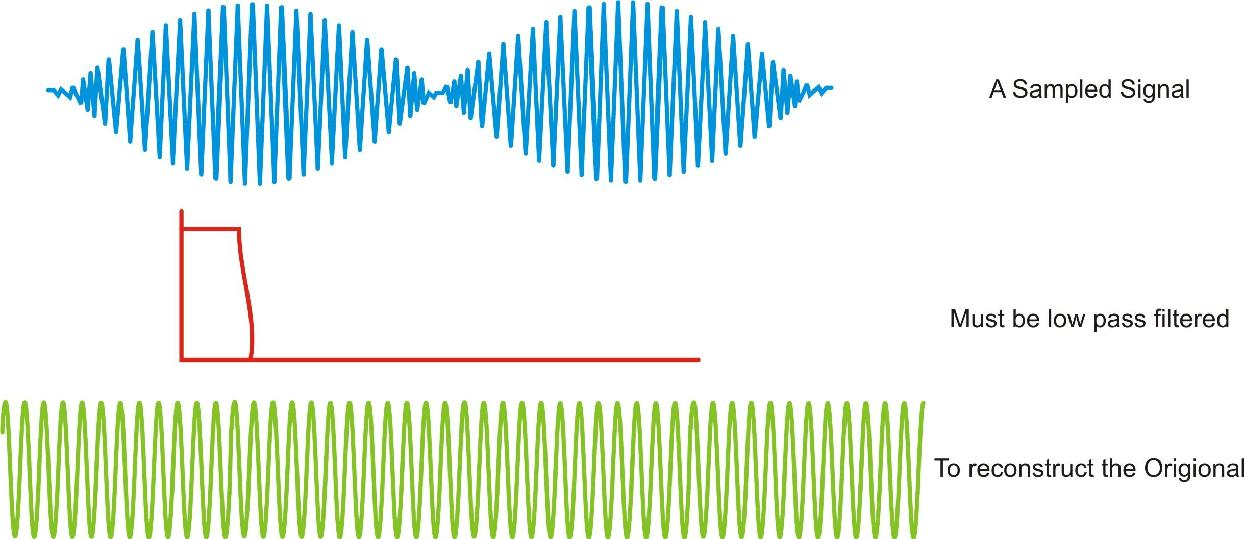 A Sampled Signal
Must be low pass filtered
To reconstruct the Origional